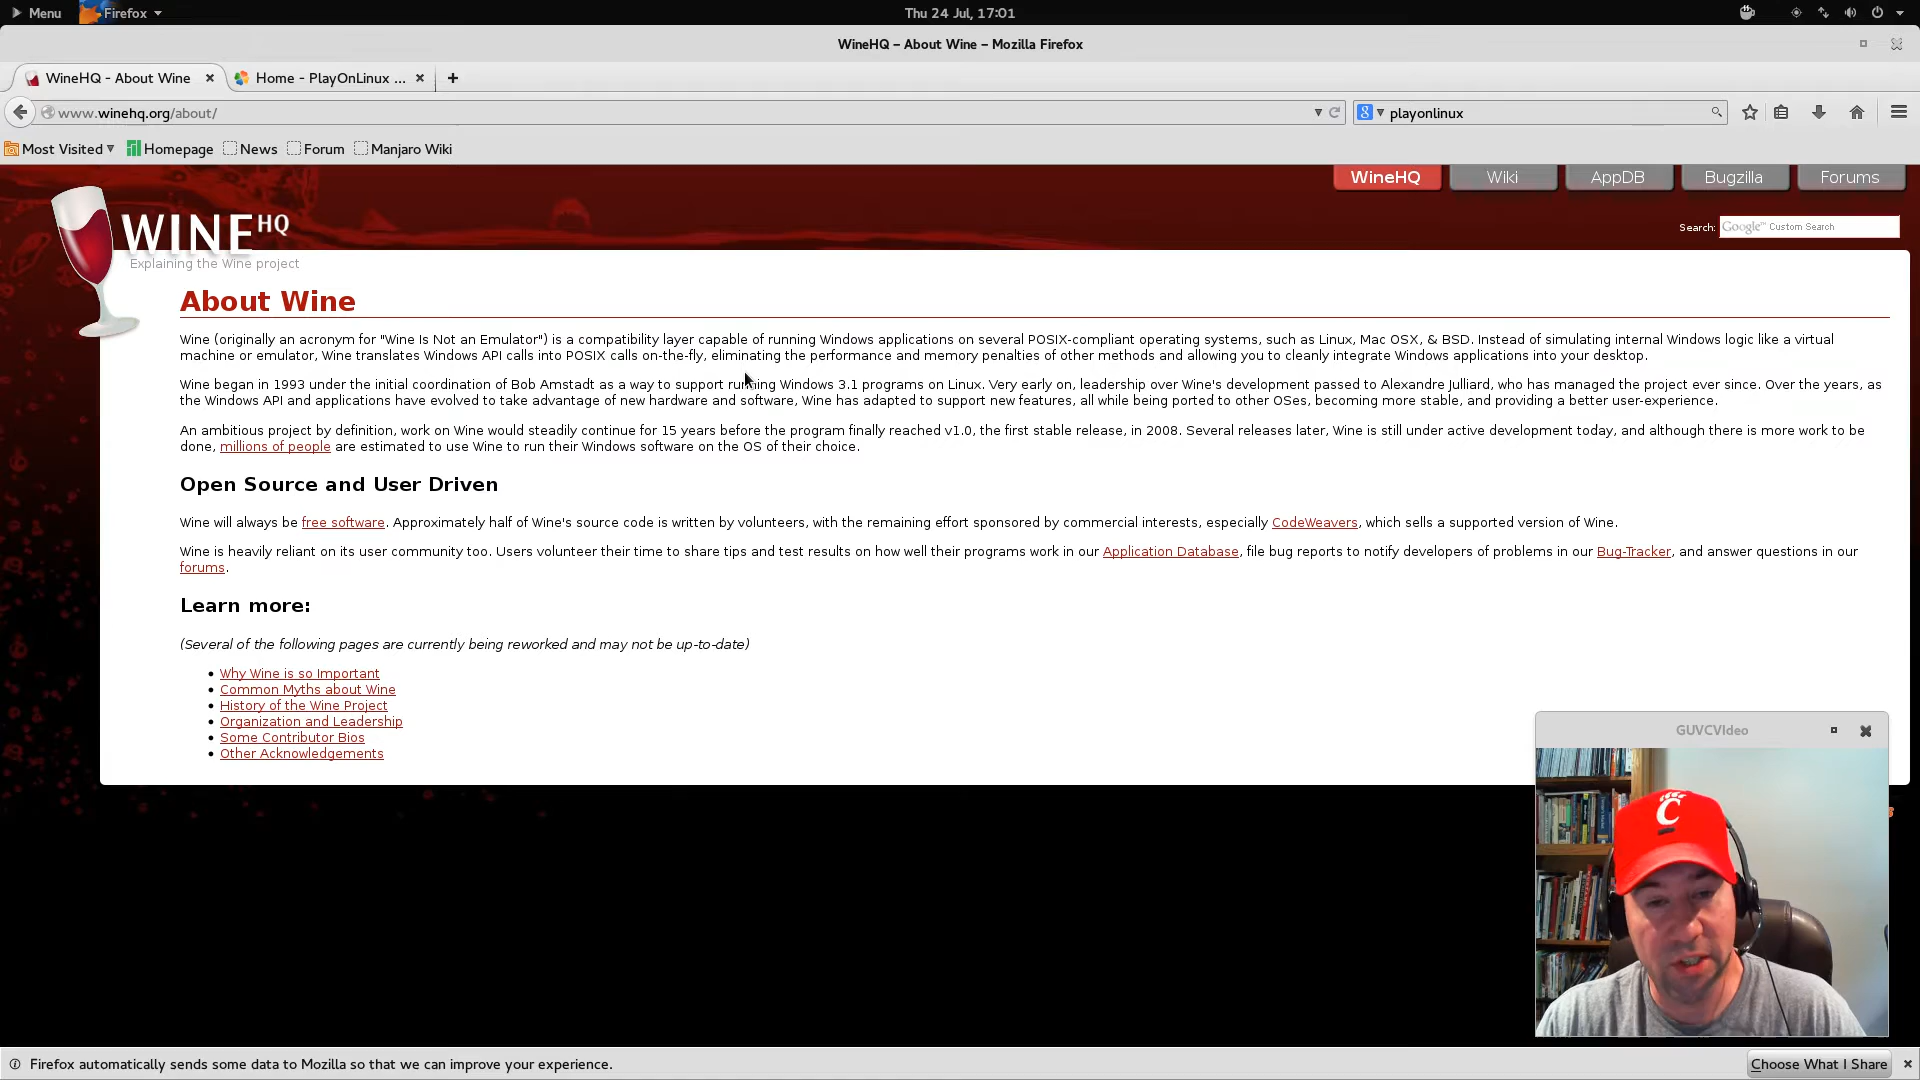 Menu Firefox Thu 24 Jul, 17:01
WineHQ – About Wine – Mozilla Firefox
WineHQ - About Wine Home - PlayOnLinux ...
www.winehq.org/about/ playonlinux
Most Visited Homepage News Forum Manjaro Wiki
WineHQ Wiki AppDB Bugzilla Forums
WINE HQ
Search: Google™ Custom Search
Explaining the Wine project
About Wine
Wine (originally an acronym for "Wine Is Not an Emulator") is a compatibility layer capable of running Windows applications on several POSIX-compliant operating systems, such as Linux, Mac OSX, & BSD. Instead of simulating internal Windows logic like a virtual
machine or emulator, Wine translates Windows API calls into POSIX calls on-the-fly, eliminating the performance and memory penalties of other methods and allowing you to cleanly integrate Windows applications into your desktop.
Wine began in 1993 under the initial coordination of Bob Amstadt as a way to support running Windows 3.1 programs on Linux. Very early on, leadership over Wine's development passed to Alexandre Julliard, who has managed the project ever since. Over the years, as
the Windows API and applications have evolved to take advantage of new hardware and software, Wine has adapted to support new features, all while being ported to other OSes, becoming more stable, and providing a better user-experience.
An ambitious project by definition, work on Wine would steadily continue for 15 years before the program finally reached v1.0, the first stable release, in 2008. Several releases later, Wine is still under active development today, and although there is more work to be
done, millions of people are estimated to use Wine to run their Windows software on the OS of their choice.
Open Source and User Driven
Wine will always be free software. Approximately half of Wine's source code is written by volunteers, with the remaining effort sponsored by commercial interests, especially CodeWeavers, which sells a supported version of Wine.
Wine is heavily reliant on its user community too. Users volunteer their time to share tips and test results on how well their programs work in our Application Database, file bug reports to notify developers of problems in our Bug-Tracker, and answer questions in our
forums.
Learn more:
(Several of the following pages are currently being reworked and may not be up-to-date)
Why Wine is so Important
Common Myths about Wine
History of the Wine Project
Organization and Leadership
Some Contributor Bios
Other Acknowledgements
GUVCVIdeo
C
Firefox automatically sends some data to Mozilla so that we can improve your experience. Choose What I Share